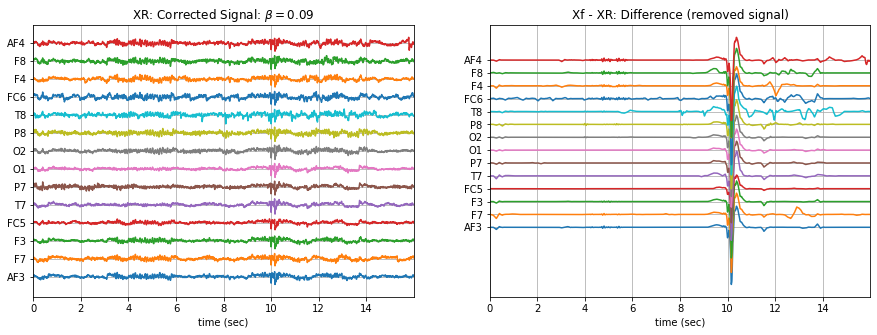 XR: Corrected Signal: β = 0.09
AF4
F8
F4
FC6
T8
P8
O2
O1
P7
T7
FC5
F3
F7
AF3
0 2 4 6 8 10 12 14
time (sec)
Xf - XR: Difference (removed signal)
AF4
F8
F4
FC6
T8
P8
O2
O1
P7
T7
FC5
F3
F7
AF3
0 2 4 6 8 10 12 14
time (sec)